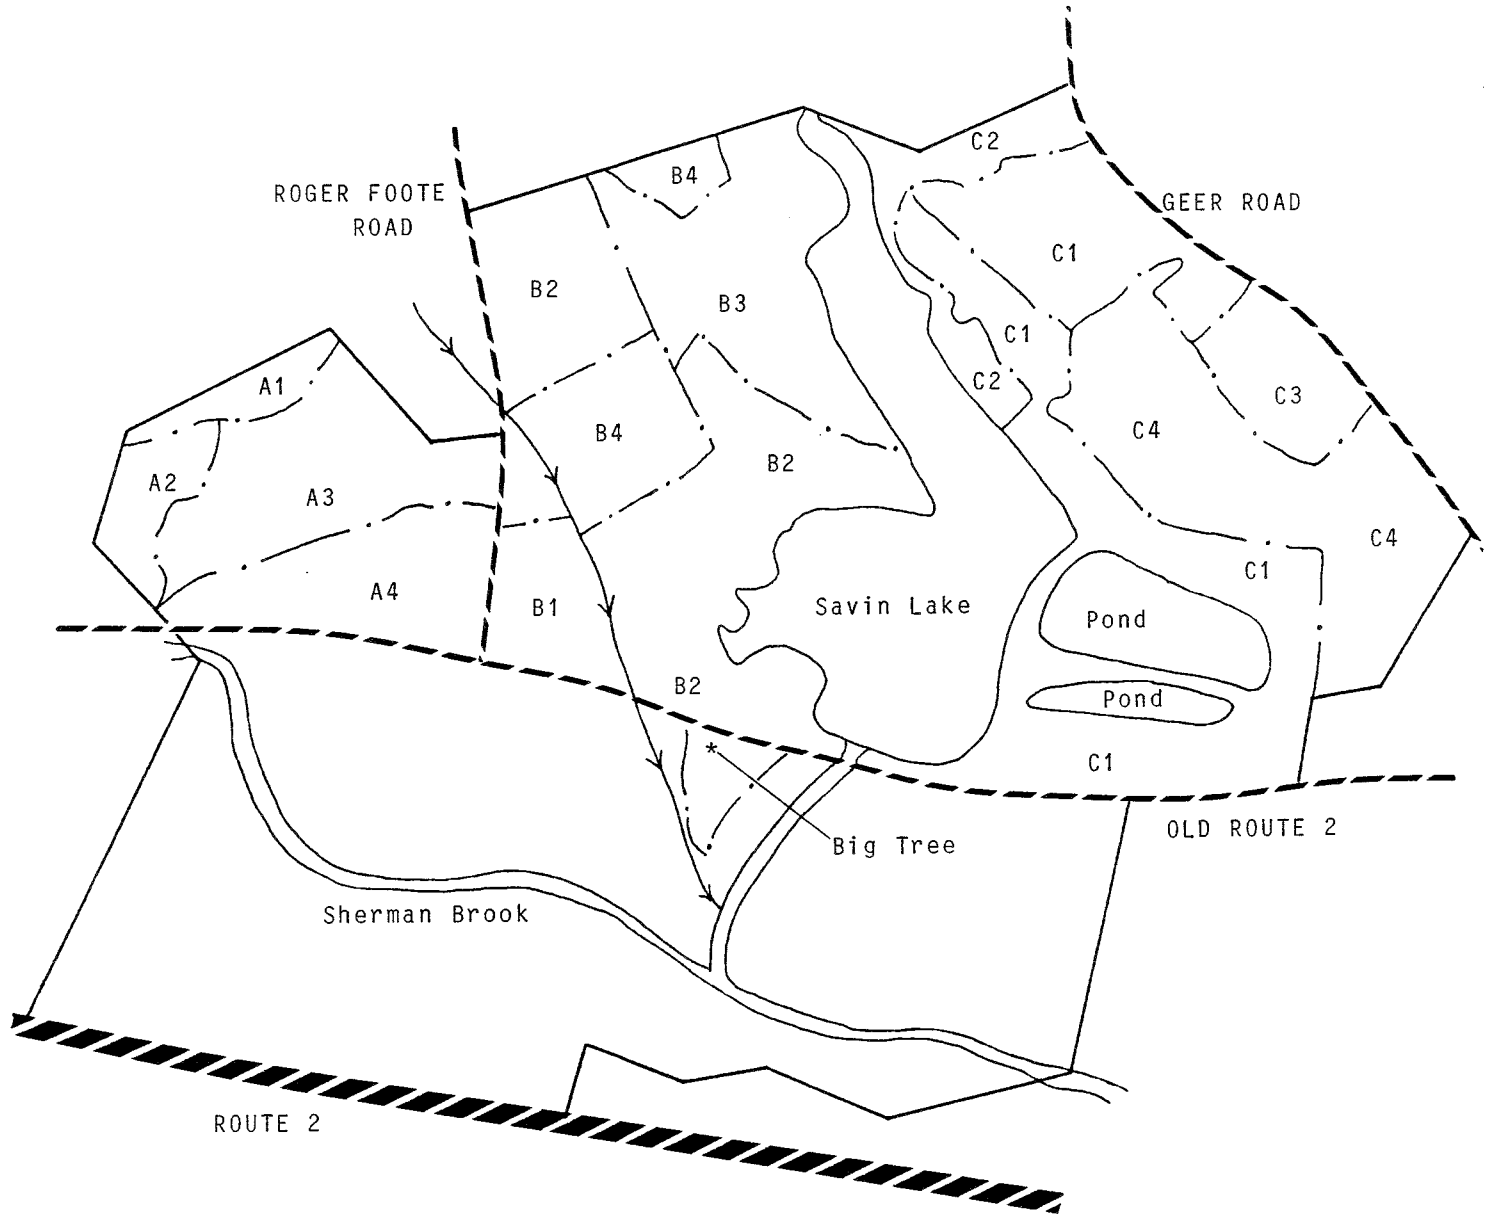 C2
B4
ROGER FOOTE
ROAD
GEER ROAD
C1
B2
B3
C1
A1
C2
C3
B4
C4
B2
A2
A3
C4
C1
A4
B1
Savin Lake
Pond
B2
Pond
*
C1
OLD ROUTE 2
Big Tree
Sherman Brook
ROUTE 2